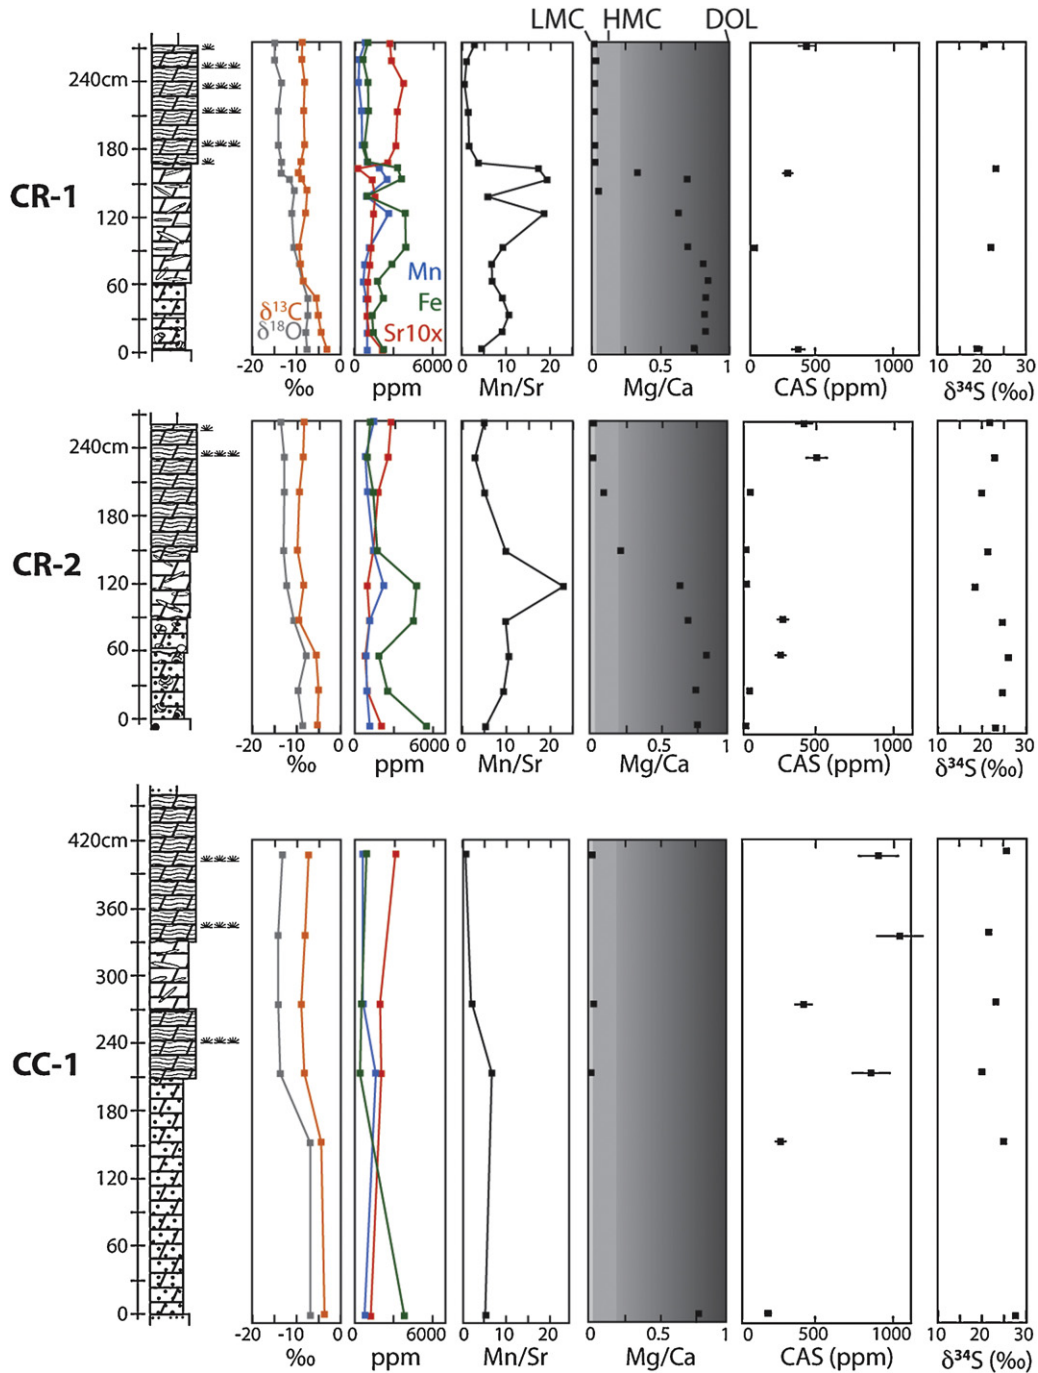 LMC HMC DOL
CR-1
240cm
180
120
60
0
δ¹³C
δ¹⁸O
Mn
Fe
Sr10x
-20 -10 0
‰
0 6000
ppm
0 10 20
Mn/Sr
0 0.5 1
Mg/Ca
0 500 1000
CAS (ppm)
10 20 30
δ³⁴S (‰)
CR-2
240cm
180
120
60
0
-20 -10 0
‰
0 6000
ppm
0 10 20
Mn/Sr
0 0.5 1
Mg/Ca
0 500 1000
CAS (ppm)
10 20 30
δ³⁴S (‰)
CC-1
420cm
360
300
240
180
120
60
0
-20 -10 0
‰
0 6000
ppm
0 10 20
Mn/Sr
0 0.5 1
Mg/Ca
0 500 1000
CAS (ppm)
10 20 30
δ³⁴S (‰)